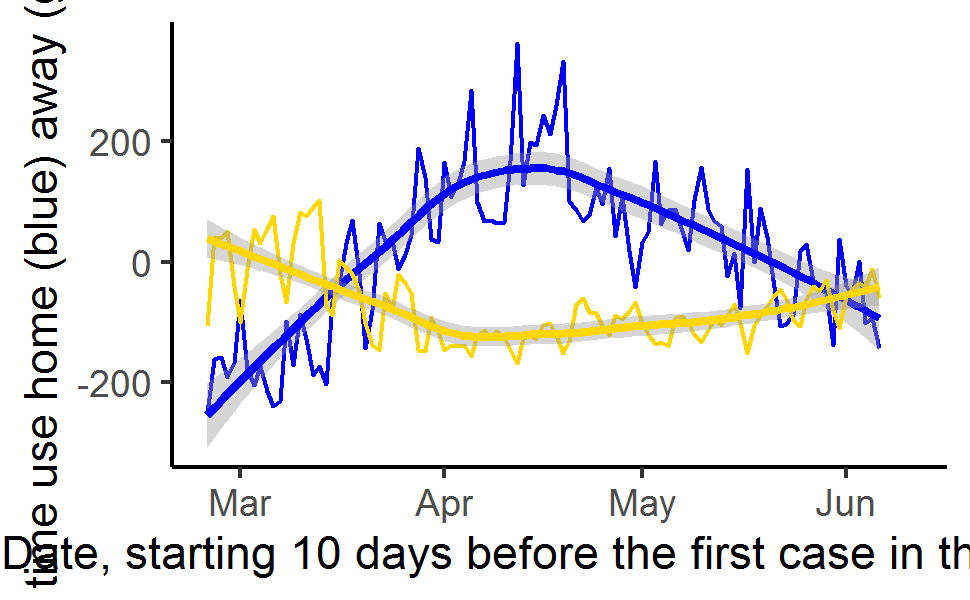 time use home (blue) away (
200
0
-200
Mar Apr May Jun
Date, starting 10 days before the first case in th